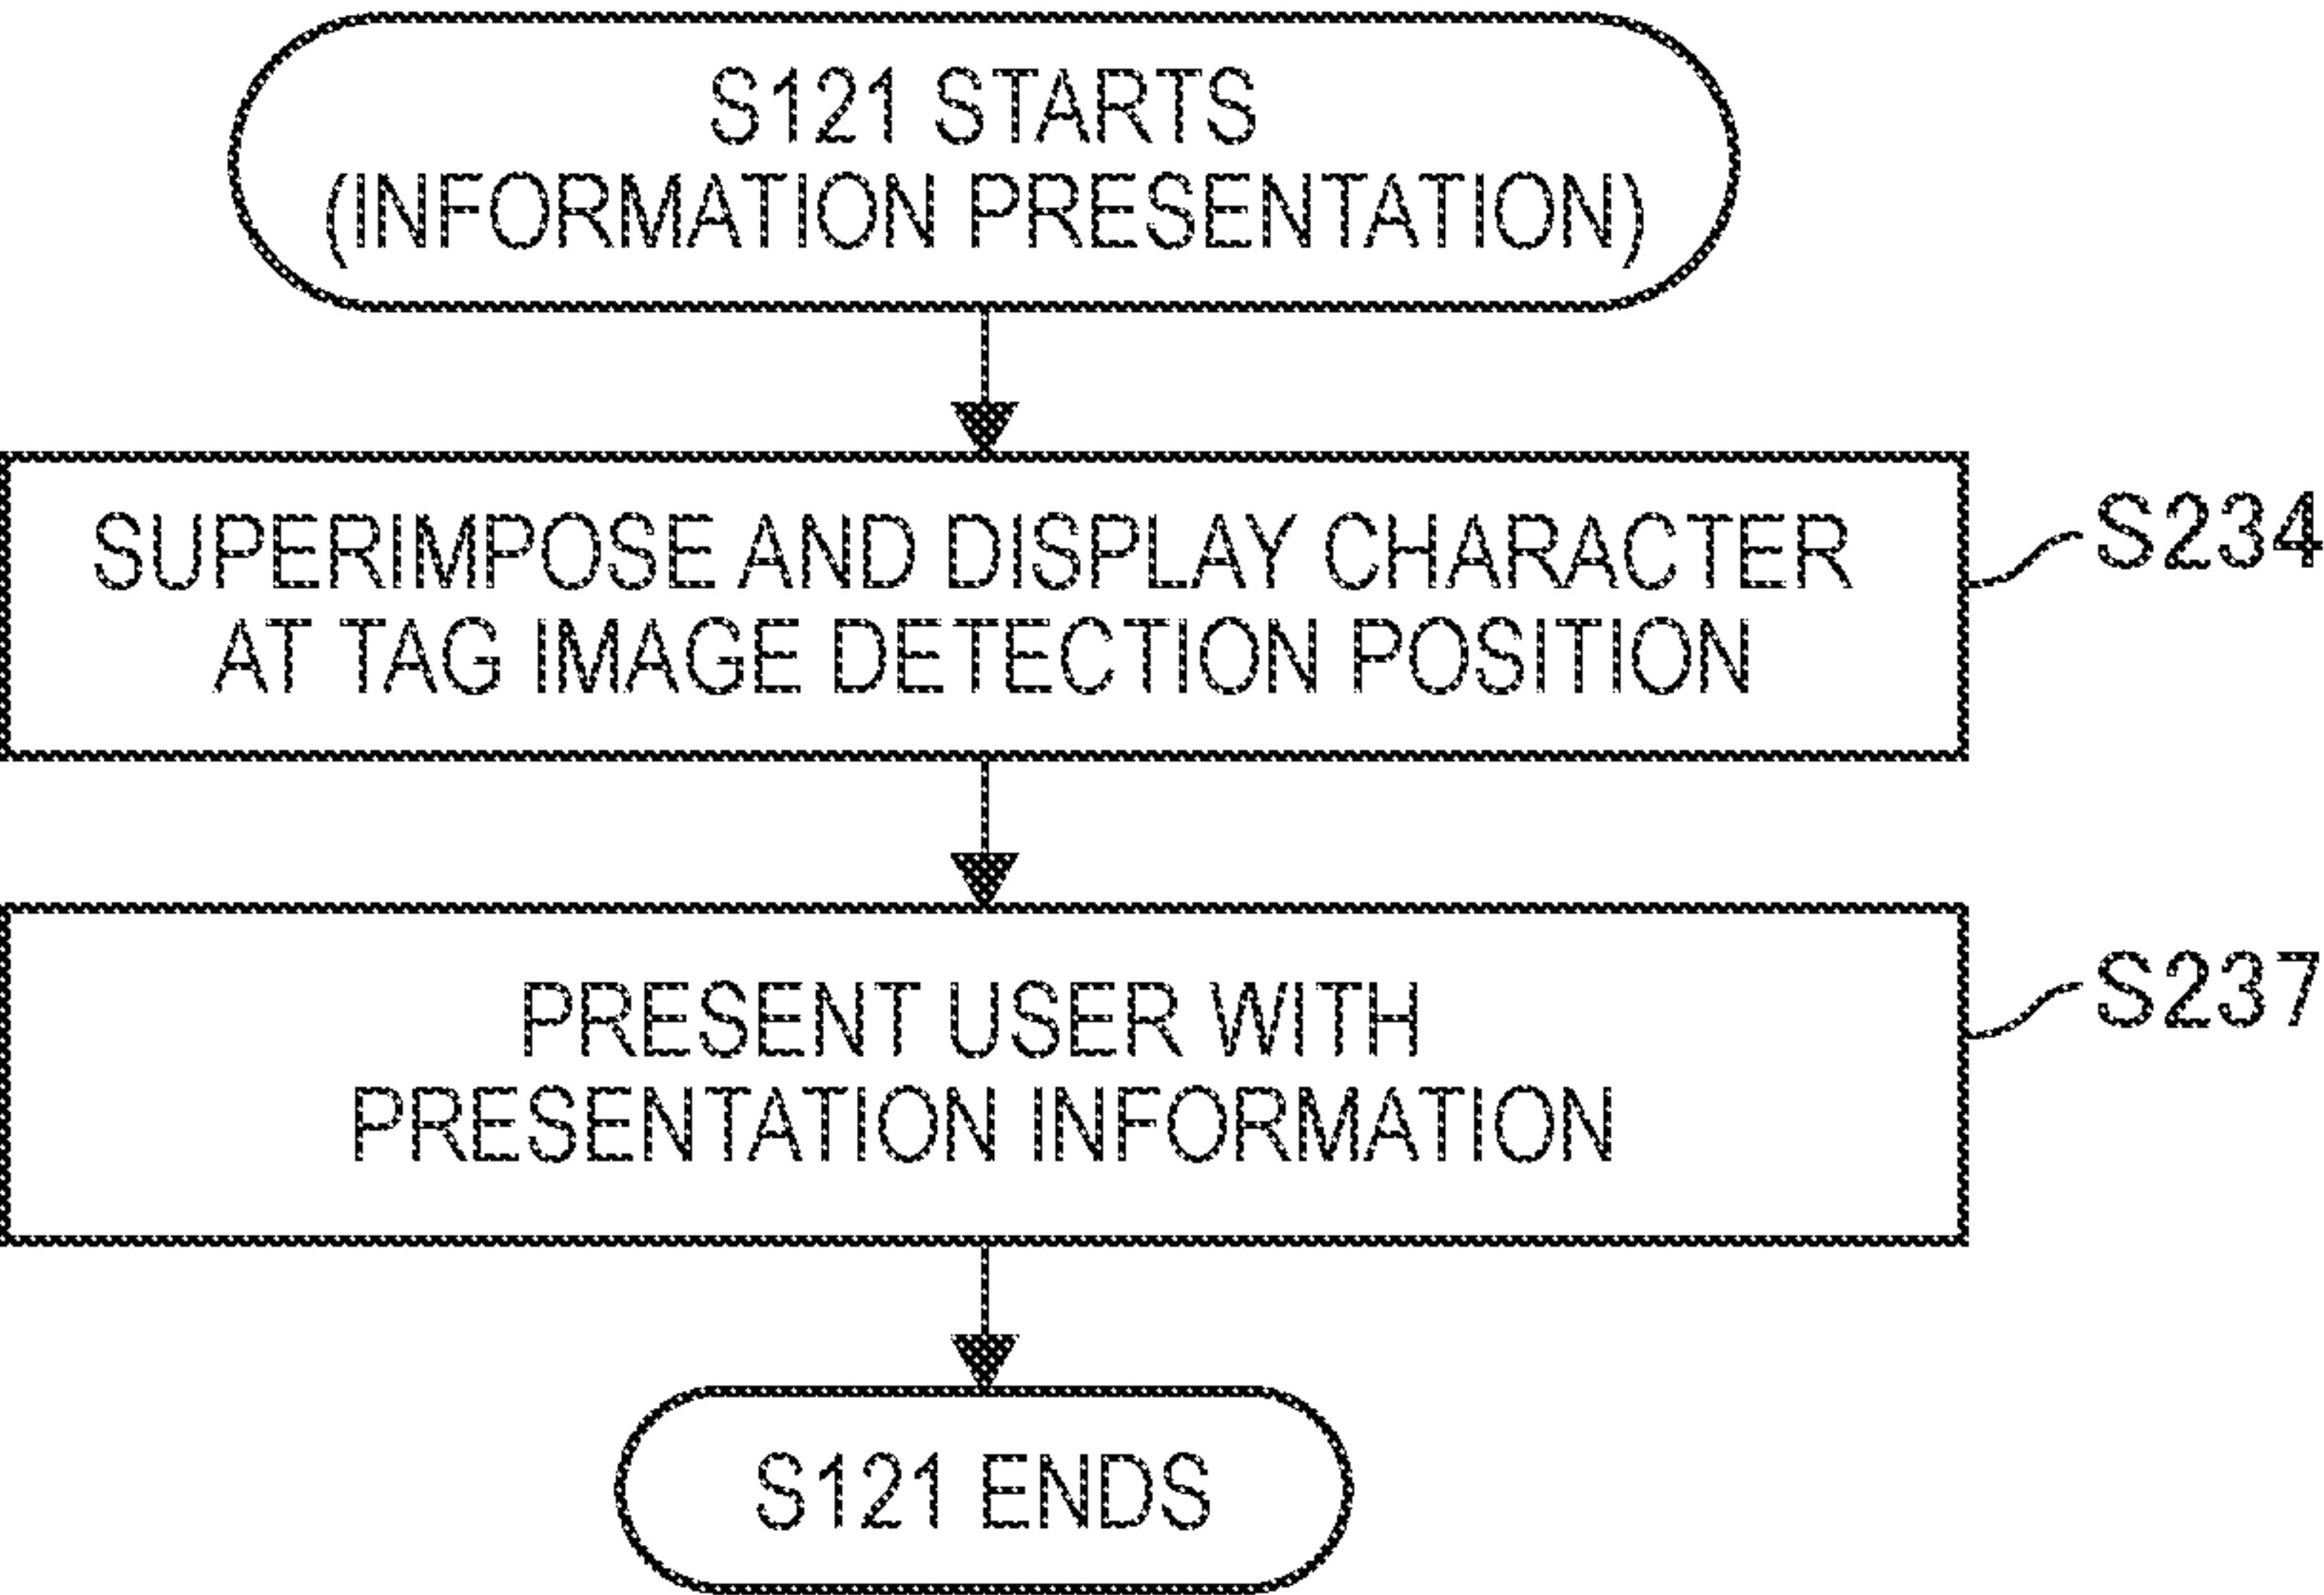 S121 STARTS
(INFORMATION PRESENTATION)
SUPERIMPOSE AND DISPLAY CHARACTER
AT TAG IMAGE DETECTION POSITION
S234
PRESENT USER WITH
PRESENTATION INFORMATION
S237
S121 ENDS